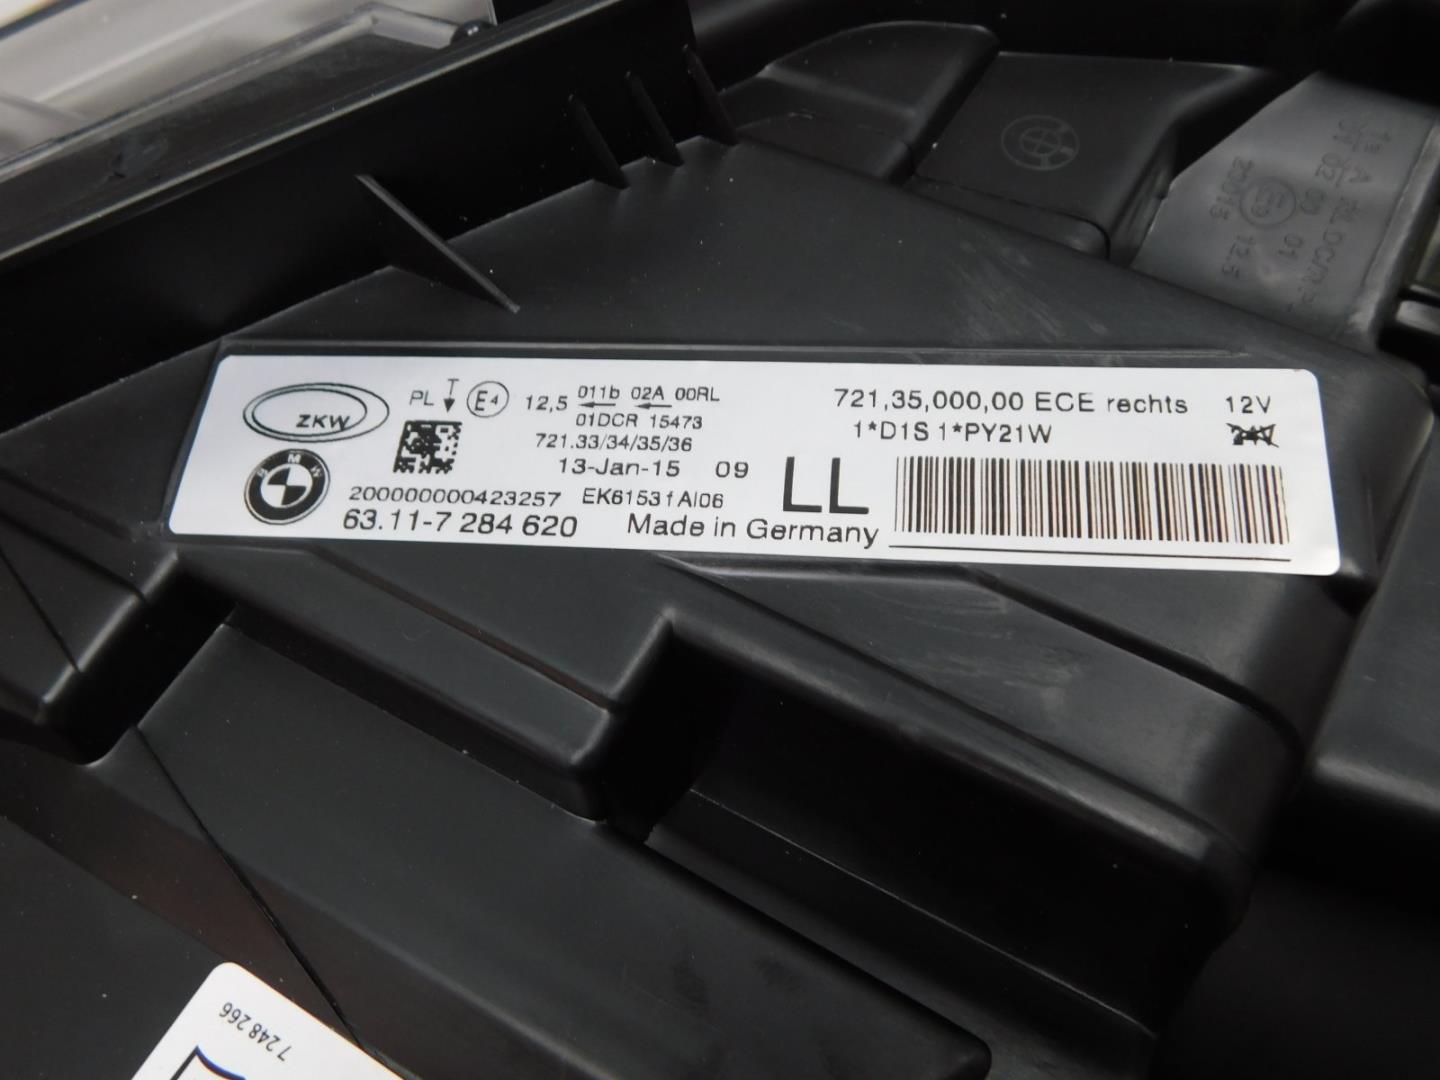 ZKW
BMW
PL T E4 12,5 011b 02A 00RL
01DCR 15473
721.33/34/35/36
13-Jan-15 09
200000000423257 EK61531AI06
63.11-7 284 620 Made in Germany
LL
721,35,000,00 ECE rechts 12V
1*D1S 1*PY21W 24V
7 248 266